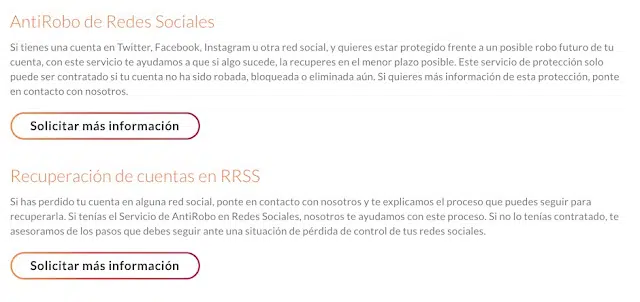 AntiRobo de Redes Sociales
Si tienes una cuenta en Twitter, Facebook, Instagram u otra red social, y quieres estar protegido frente a un posible robo futuro de tu
cuenta, con este servicio te ayudamos a que si algo sucede, la recuperes en el menor plazo posible. Este servicio de protección solo
puede ser contratado si tu cuenta no ha sido robada, bloqueada o eliminada aún. Si quieres más información de esta protección, ponte
en contacto con nosotros.
Solicitar más información
Recuperación de cuentas en RRSS
Si has perdido tu cuenta en alguna red social, ponte en contacto con nosotros y te explicamos el proceso que puedes seguir para
recuperarla. Si tenías el Servicio de AntiRobo en Redes Sociales, nosotros te ayudamos con este proceso. Si no lo tenías contratado, te
asesoramos de los pasos que debes seguir ante una situación de pérdida de control de tus redes sociales.
Solicitar más información